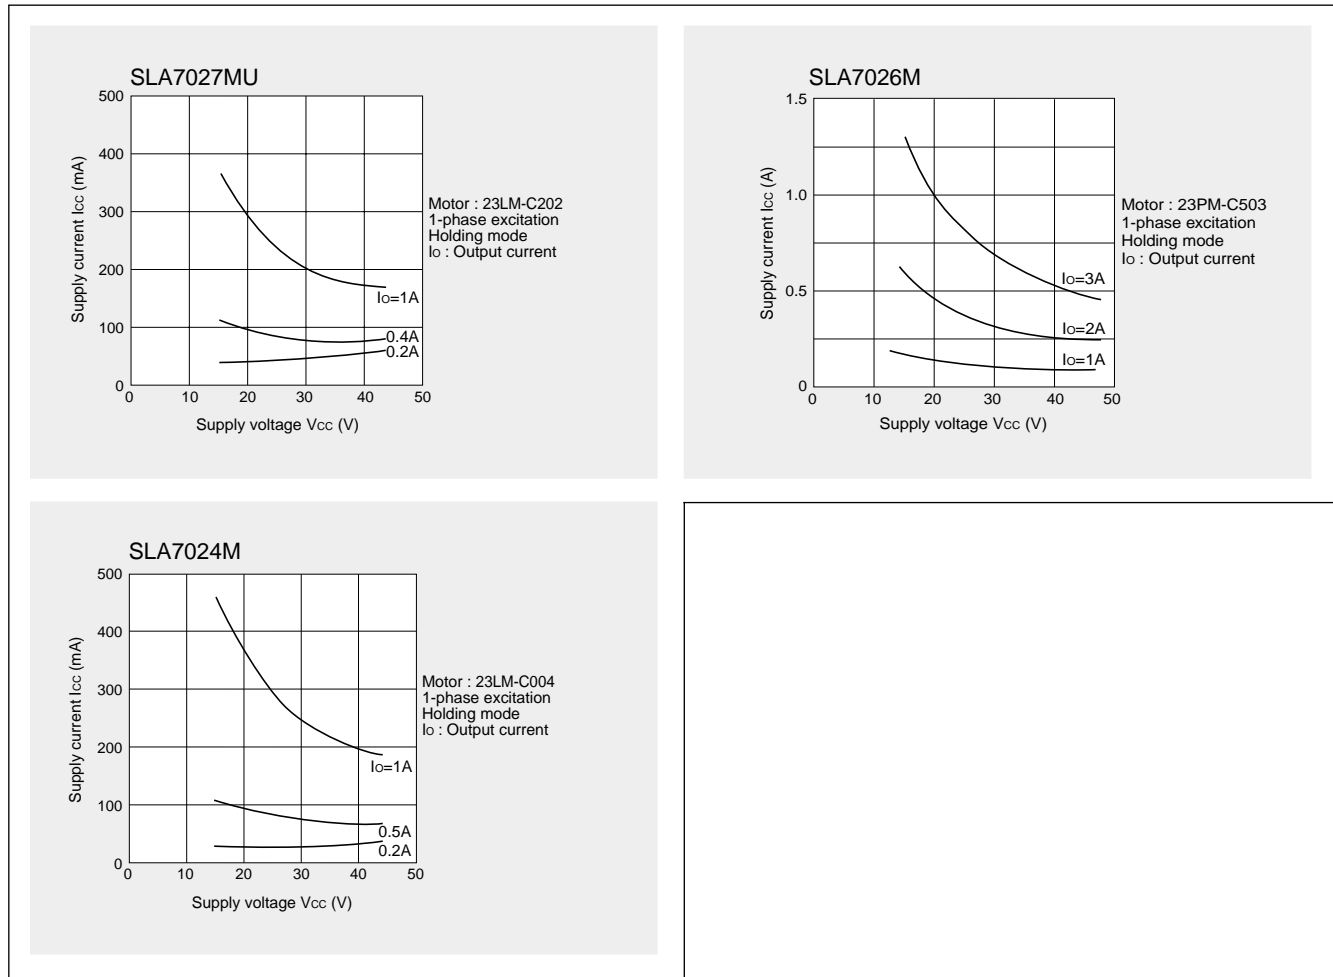 SLA7027MU
500
400
300
200
100
0
0 10 20 30 40 50
Supply current Icc (mA)
Supply voltage Vcc (V)
Io=1A
0.4A
0.2A
Motor : 23LM-C202
1-phase excitation
Holding mode
Io : Output current
SLA7026M
1.5
1.0
0.5
0
0 10 20 30 40 50
Supply current Icc (A)
Supply voltage Vcc (V)
Io=3A
Io=2A
Io=1A
Motor : 23PM-C503
1-phase excitation
Holding mode
Io : Output current
SLA7024M
500
400
300
200
100
0
0 10 20 30 40 50
Supply current Icc (mA)
Supply voltage Vcc (V)
Io=1A
0.5A
0.2A
Motor : 23LM-C004
1-phase excitation
Holding mode
Io : Output current